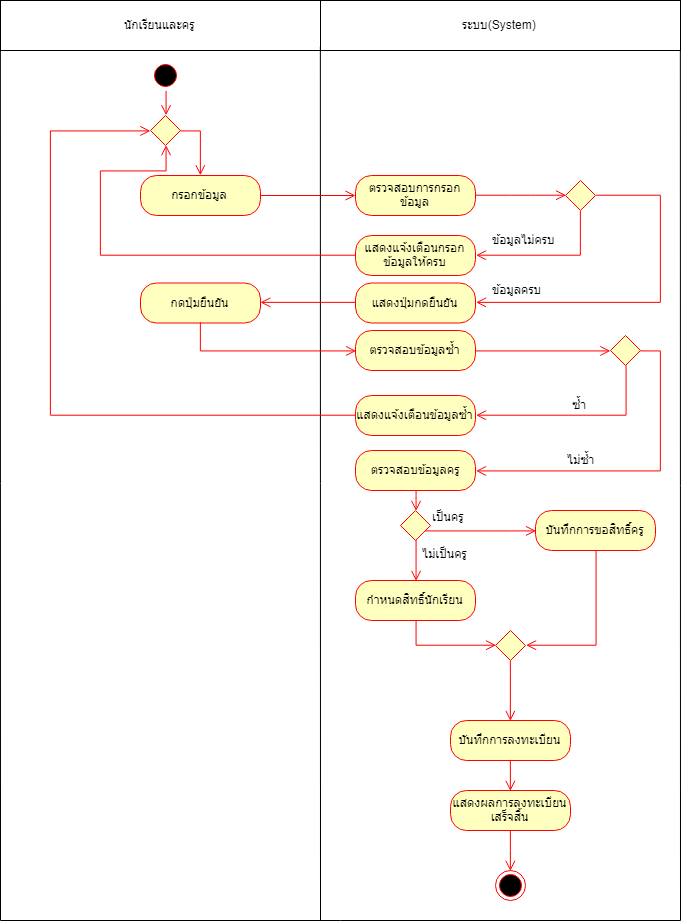 นักเรียนและครู
ระบบ(System)
กรอกข้อมูล
ตรวจสอบการกรอก
ข้อมูล
ข้อมูลไม่ครบ
แสดงแจ้งเตือนกรอก
ข้อมูลให้ครบ
ข้อมูลครบ
กดปุ่มยืนยัน
แสดงปุ่มกดยืนยัน
ตรวจสอบข้อมูลซ้ำ
ซ้ำ
แสดงแจ้งเตือนข้อมูลซ้ำ
ไม่ซ้ำ
ตรวจสอบข้อมูลครู
เป็นครู
บันทึกการขอสิทธิ์ครู
ไม่เป็นครู
กำหนดสิทธิ์นักเรียน
บันทึกการลงทะเบียน
แสดงผลการลงทะเบียน
เสร็จสิ้น